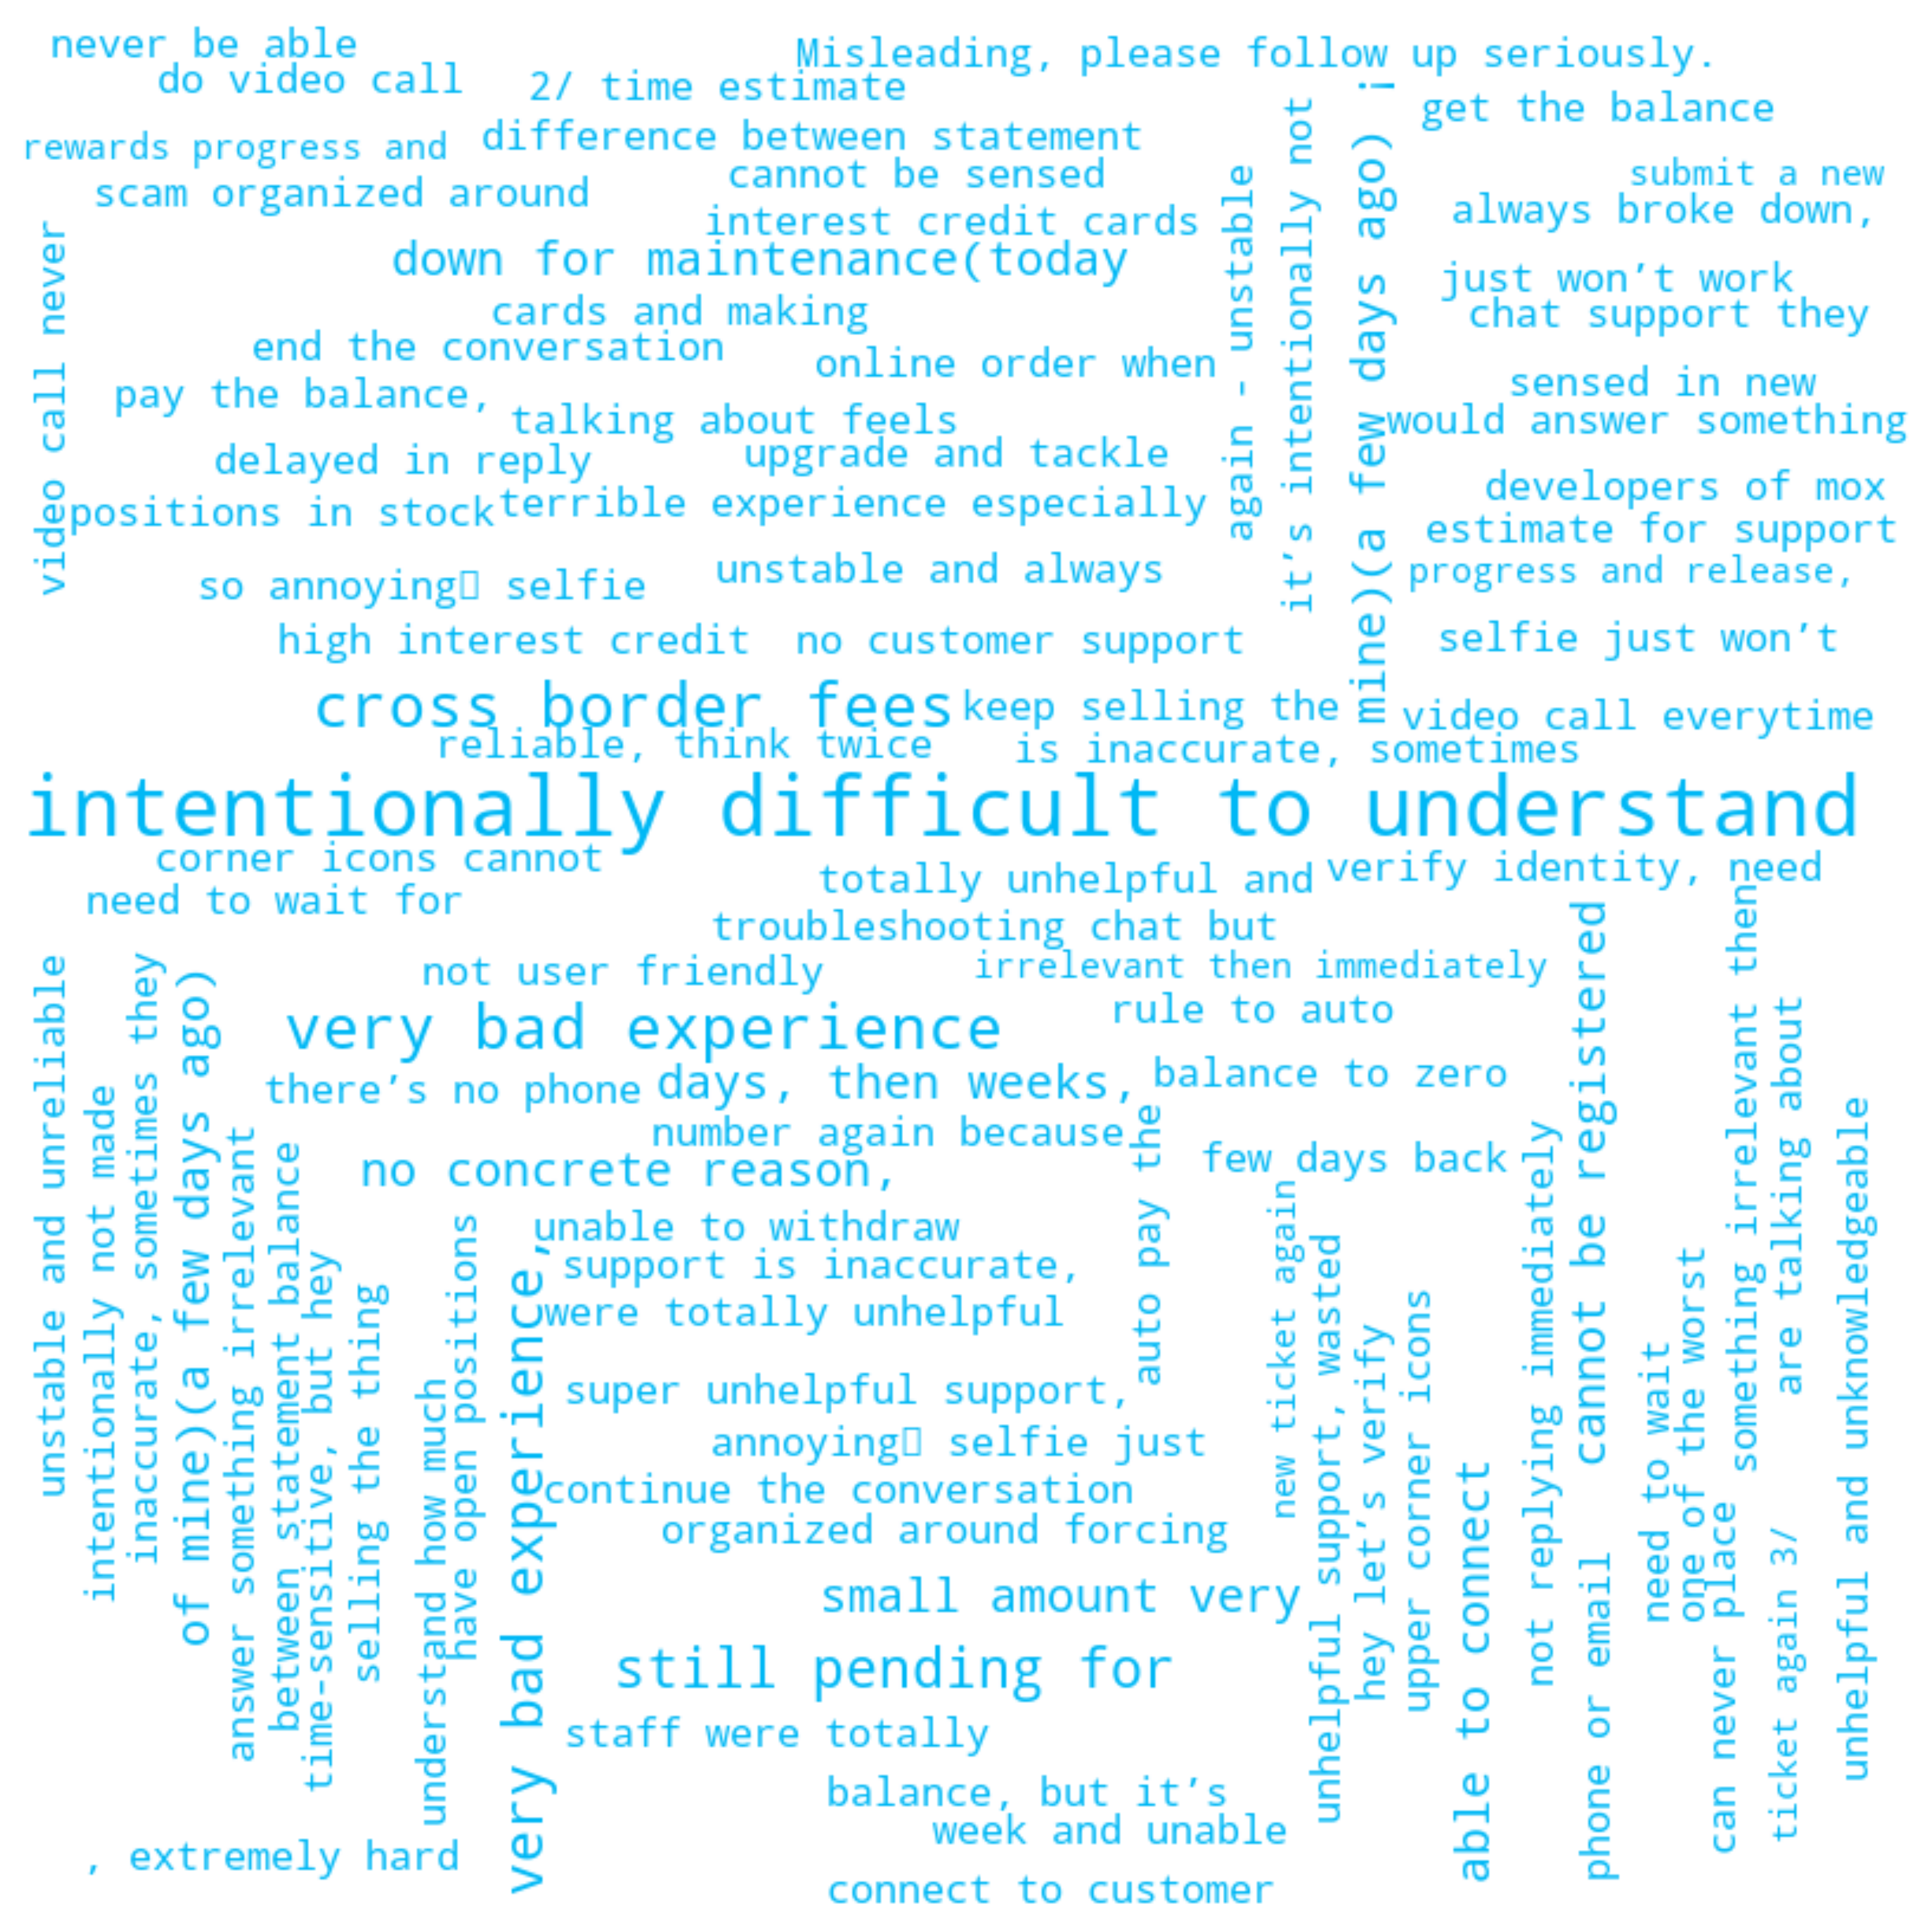 never be able
Misleading, please follow up seriously.
do video call
2/ time estimate
get the balance
rewards progress and
difference between statement
cannot be sensed
submit a new
scam organized around
always broke down,
interest credit cards
down for maintenance(today
just won’t work
cards and making
chat support they
end the conversation
online order when
pay the balance,
sensed in new
talking about feels
would answer something
delayed in reply
upgrade and tackle
developers of mox
positions in stock
terrible experience especially
estimate for support
unstable and always
progress and release,
so annoying selfie
high interest credit
no customer support
selfie just won’t
video call never
again - unstable
it’s intentionally not
mine)(a few days ago) i
cross border fees
keep selling the
video call everytime
reliable, think twice
is inaccurate, sometimes
intentionally difficult to understand
corner icons cannot
totally unhelpful and
verify identity, need
need to wait for
troubleshooting chat but
not user friendly
irrelevant then immediately
very bad experience
rule to auto
there’s no phone
days, then weeks,
balance to zero
number again because
few days back
no concrete reason,
unable to withdraw
support is inaccurate,
were totally unhelpful
super unhelpful support,
annoying selfie just
continue the conversation
organized around forcing
small amount very
still pending for
staff were totally
balance, but it’s
week and unable
, extremely hard
connect to customer
unstable and unreliable
intentionally not made
inaccurate, sometimes they
of mine)(a few days ago)
answer something irrelevant
between statement balance
time-sensitive, but hey
selling the thing
understand how much
have open positions
very bad experience,
auto pay the
new ticket again
unhelpful support, wasted
hey let’s verify
upper corner icons
able to connect
not replying immediately
cannot be registered
phone or email
need to wait
one of the worst
can never place
something irrelevant then
are talking about
ticket again 3/
unhelpful and unknowledgeable